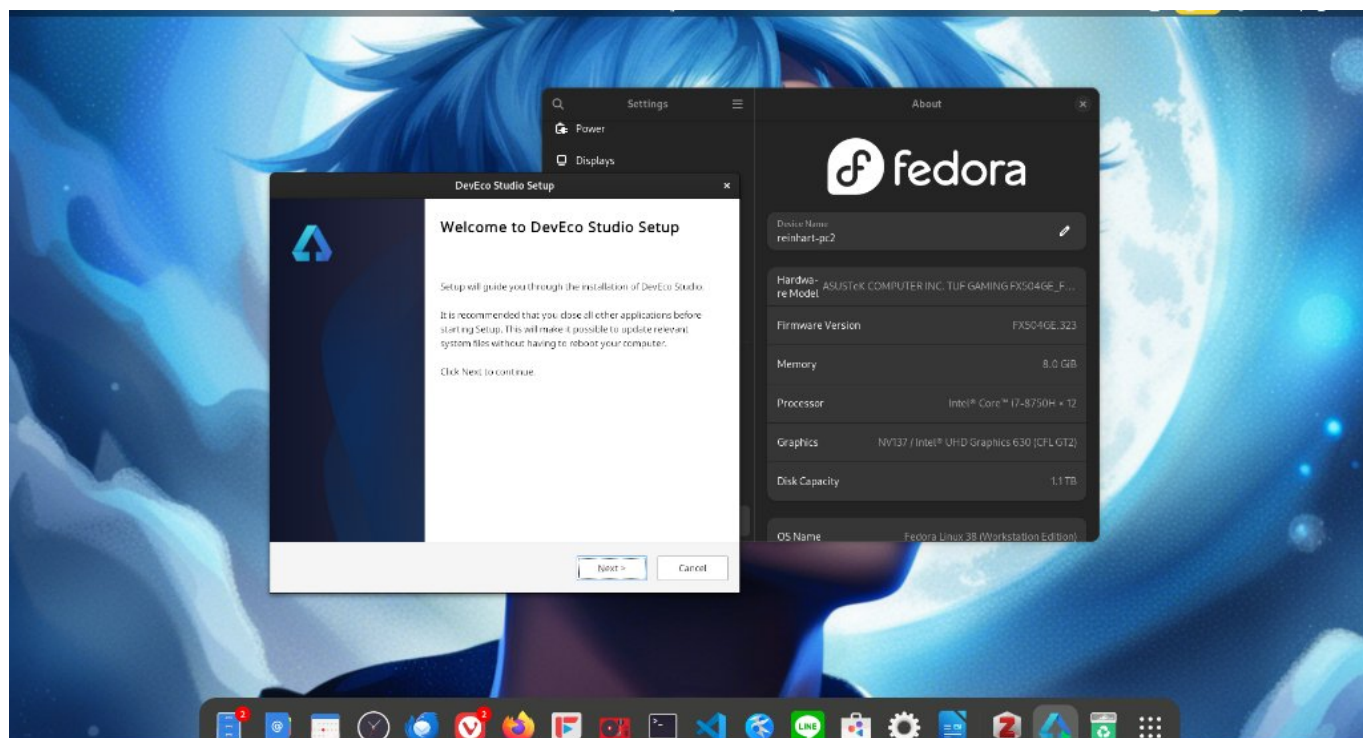 Settings
About
Power
Displays
fedora
DevEco Studio Setup
Welcome to DevEco Studio Setup
Setup will guide you through the installation of DevEco Studio.
It is recommended that you close all other applications before
starting Setup. This will make it possible to update relevant
system files without having to reboot your computer.
Click Next to continue.
Next >
Cancel
Device Name
reinhart-pc2
Hardwa-
re Model
ASUSTeK COMPUTER INC. TUF GAMING FX504GE_F...
Firmware Version
FX504GE.323
Memory
8.0 GiB
Processor
Intel® Core™ i7-8750H × 12
Graphics
NV137 / Intel® UHD Graphics 630 (CFL GT2)
Disk Capacity
1.1 TB
OS Name
Fedora Linux 38 (Workstation Edition)
2
2
LINE